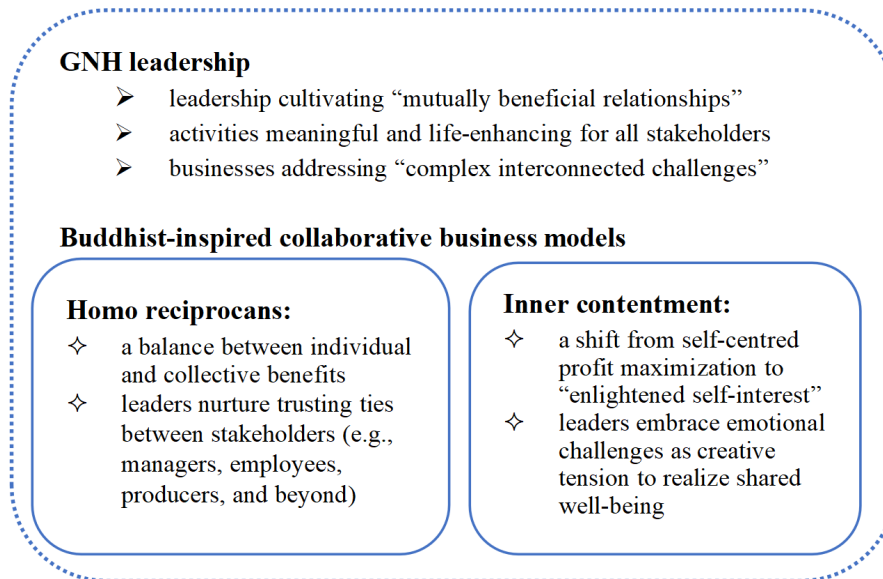 GNH leadership
➢ leadership cultivating “mutually beneficial relationships”
➢ activities meaningful and life-enhancing for all stakeholders
➢ businesses addressing “complex interconnected challenges”
Buddhist-inspired collaborative business models
Homo reciprocans:
✧ a balance between individual
and collective benefits
✧ leaders nurture trusting ties
between stakeholders (e.g.,
managers, employees,
producers, and beyond)
Inner contentment:
✧ a shift from self-centred
profit maximization to
“enlightened self-interest”
✧ leaders embrace emotional
challenges as creative
tension to realize shared
well-being